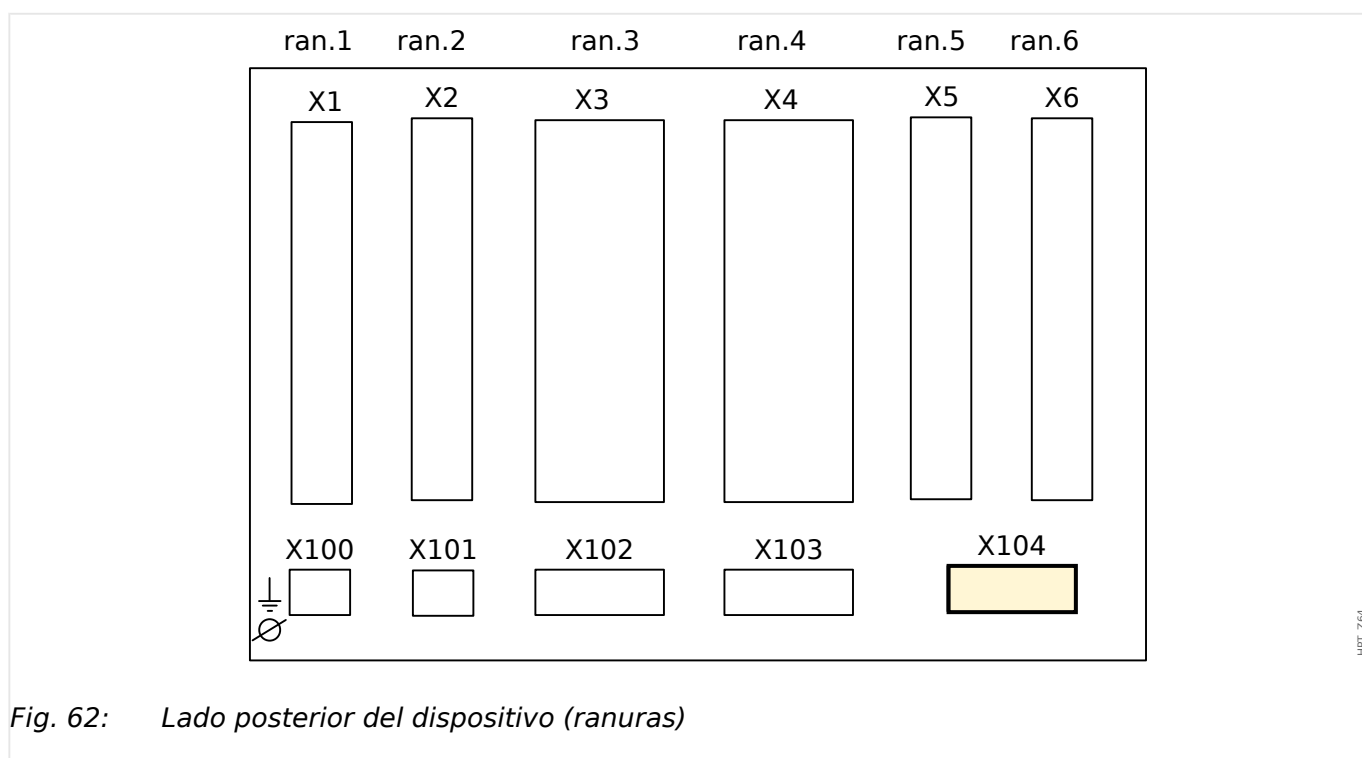 ran.1 ran.2 ran.3 ran.4 ran.5 ran.6
X1 X2 X3 X4 X5 X6
X100 X101 X102 X103 X104
HPT_Z64
Fig. 62: Lado posterior del dispositivo (ranuras)